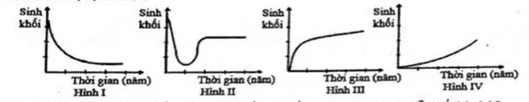 Sinh
khối
Thời gian (năm)
Hình I
Sinh
khối
Thời gian (năm)
Hình II
Sinh
khối
Thời gian (năm)
Hình III
Sinh
khối
Thời gian (năm)
Hình IV